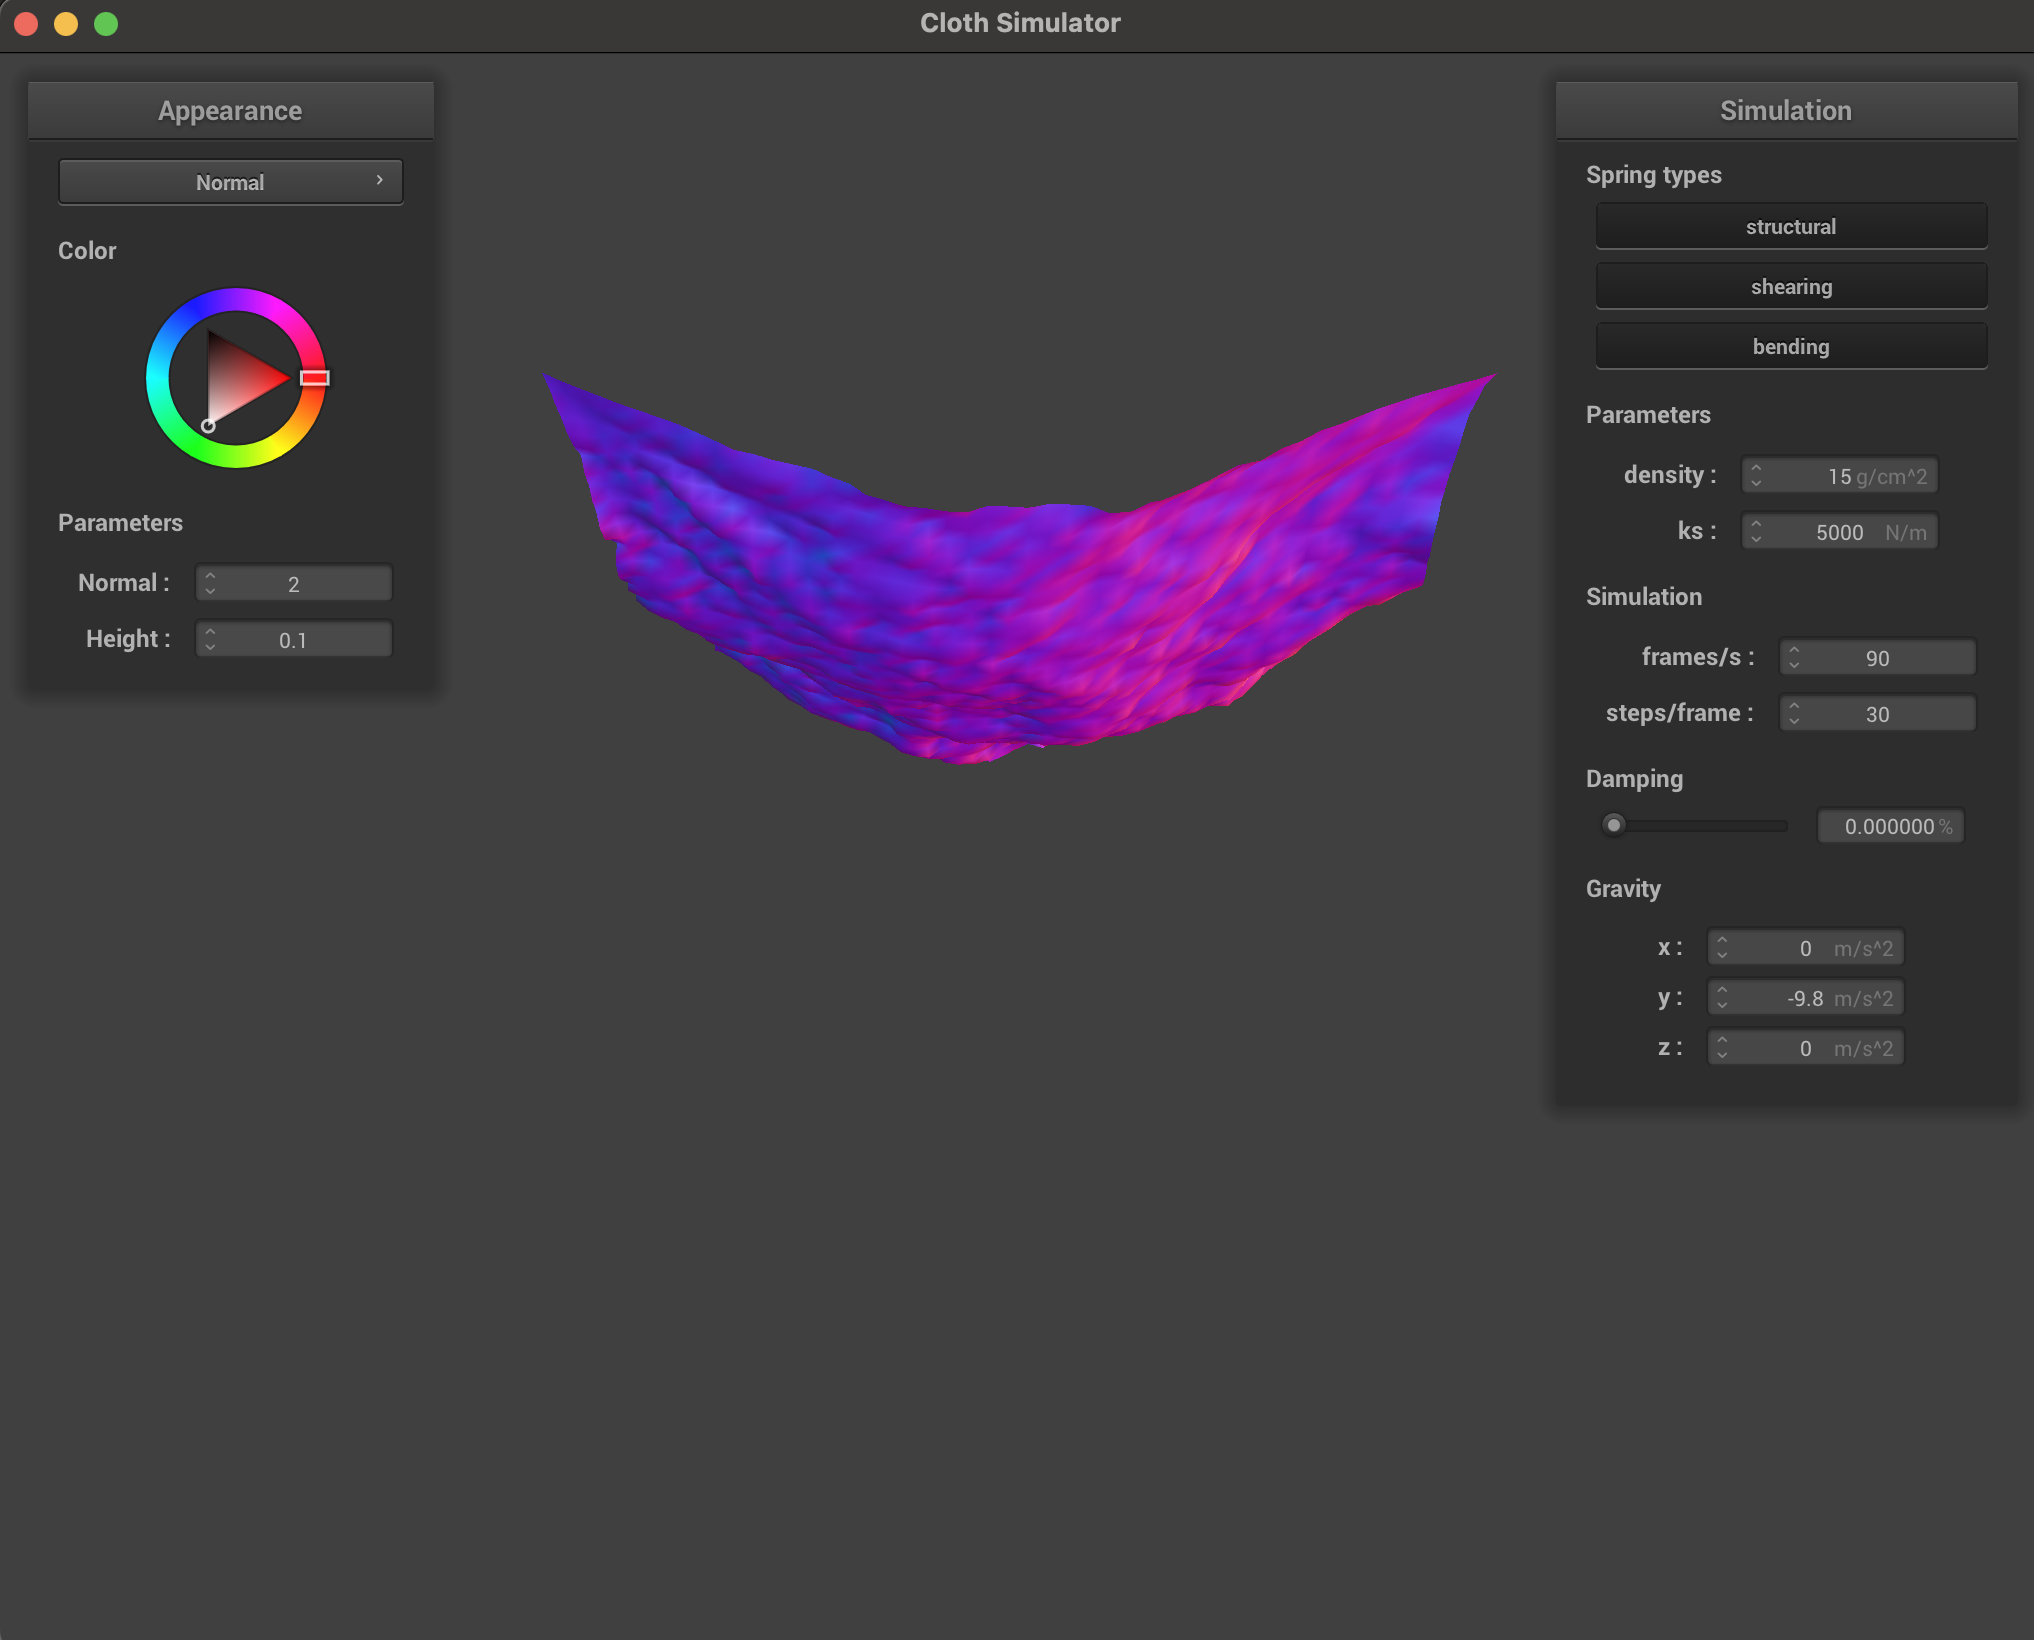 Cloth Simulator
Appearance
Normal
Color
Parameters
Normal : 2
Height : 0.1
Simulation
Spring types
structural
shearing
bending
Parameters
density : 15 g/cm^2
ks : 5000 N/m
Simulation
frames/s : 90
steps/frame : 30
Damping
0.000000 %
Gravity
x : 0 m/s^2
y : -9.8 m/s^2
z : 0 m/s^2